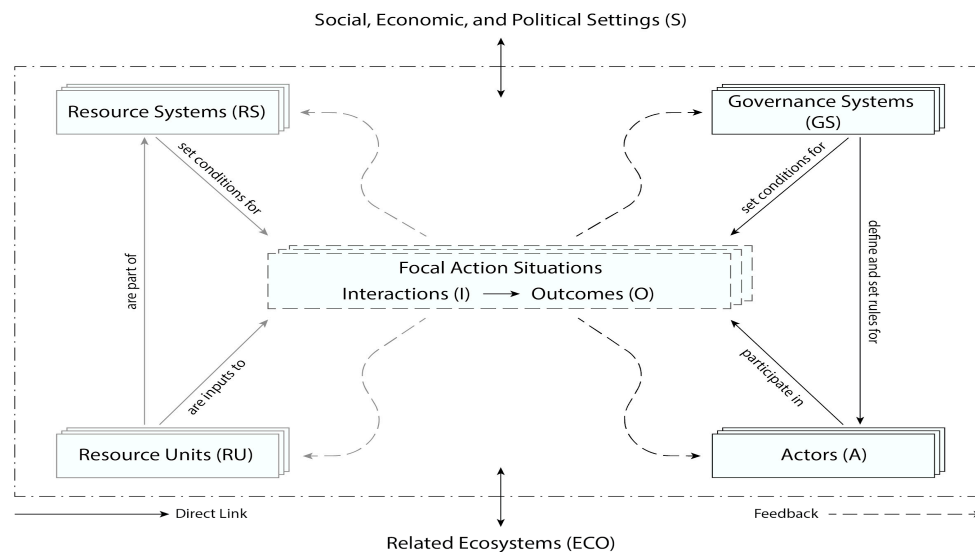 Social, Economic, and Political Settings (S)
Resource Systems (RS)
Governance Systems
(GS)
set conditions for
set conditions for
are part of
define and set rules for
Focal Action Situations
Interactions (I) Outcomes (O)
are inputs to
participate in
Resource Units (RU)
Actors (A)
Direct Link
Feedback
Related Ecosystems (ECO)